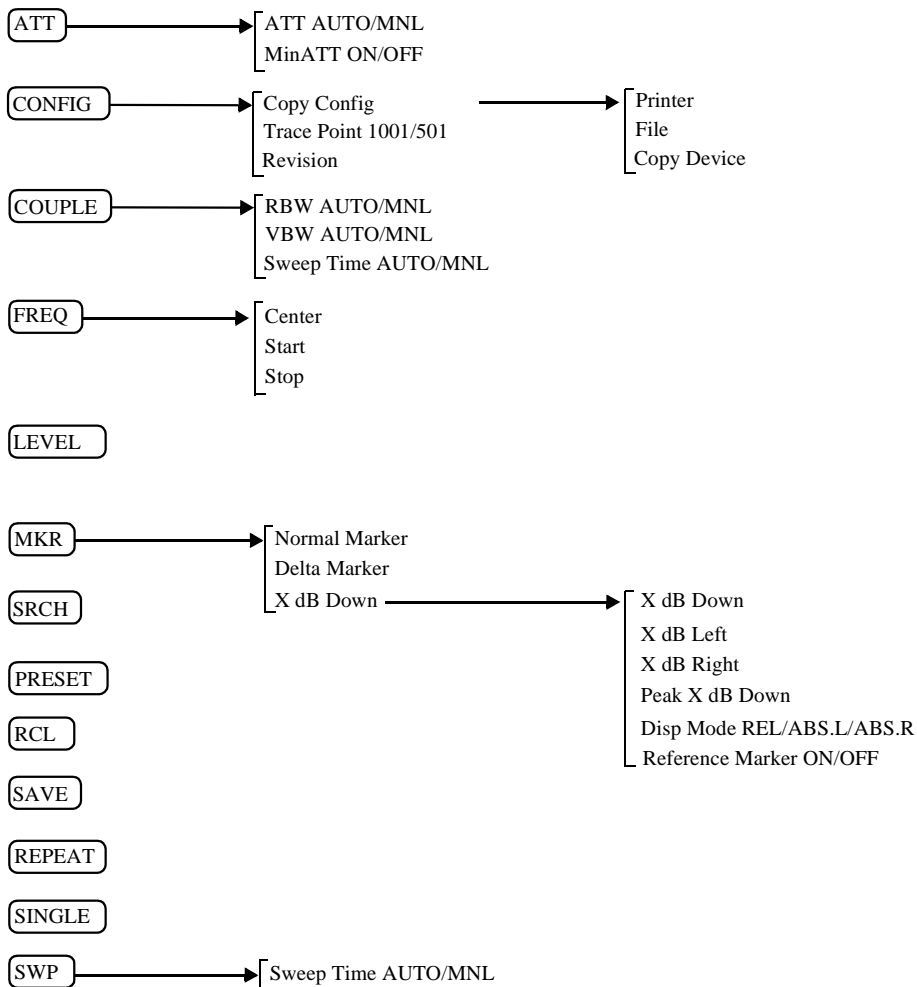 ATT
ATT AUTO/MNL
MinATT ON/OFF
CONFIG
Copy Config
Trace Point 1001/501
Revision
Printer
File
Copy Device
COUPLE
RBW AUTO/MNL
VBW AUTO/MNL
Sweep Time AUTO/MNL
FREQ
Center
Start
Stop
LEVEL
MKR
Normal Marker
Delta Marker
X dB Down
X dB Down
X dB Left
X dB Right
Peak X dB Down
Disp Mode REL/ABS.L/ABS.R
Reference Marker ON/OFF
SRCH
PRESET
RCL
SAVE
REPEAT
SINGLE
SWP
Sweep Time AUTO/MNL